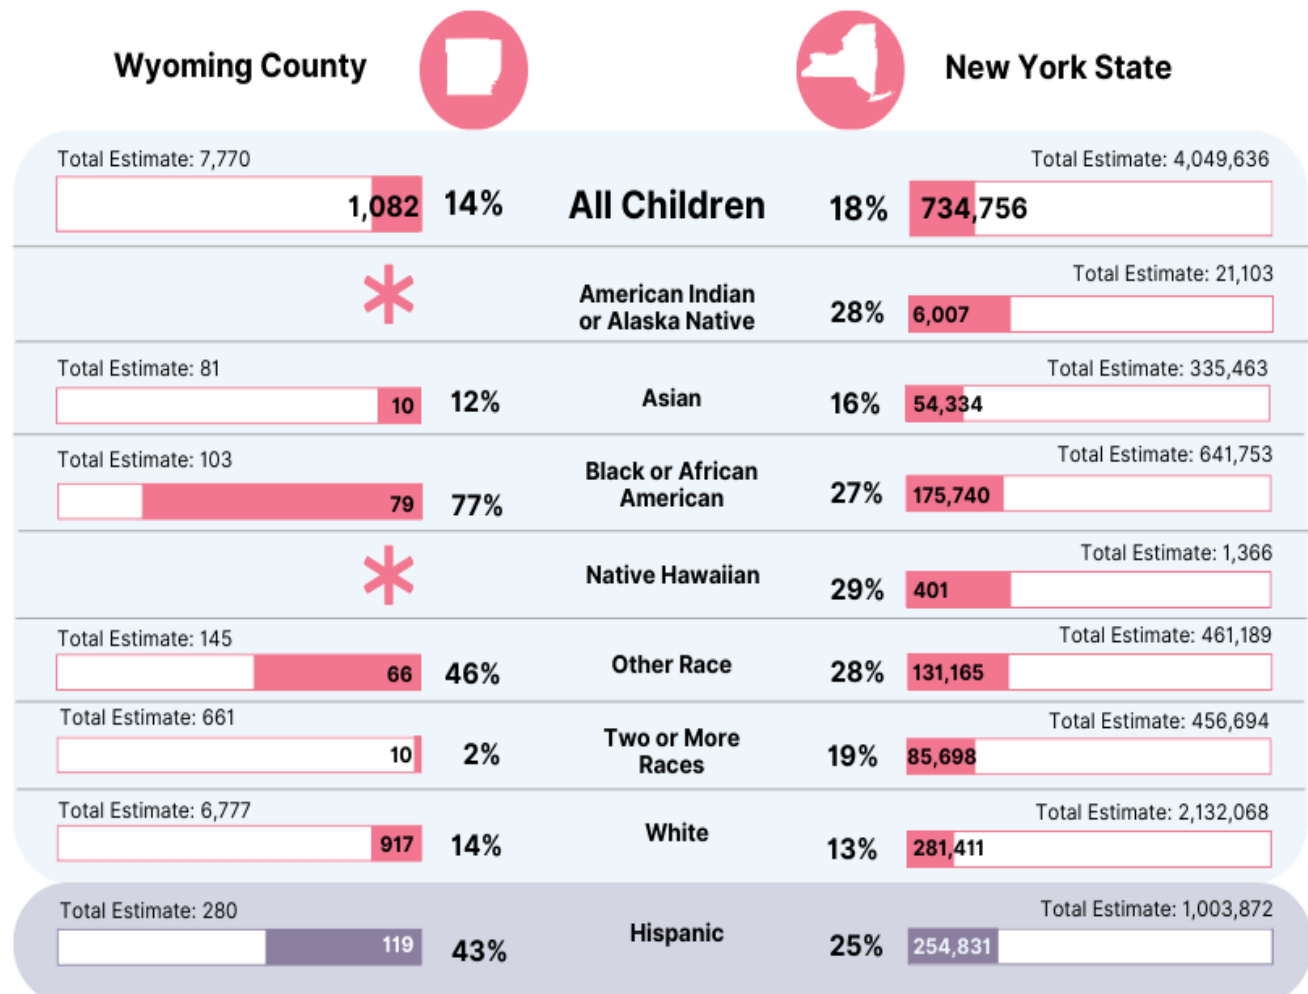 Wyoming County
New York State
Total Estimate: 7,770
Total Estimate: 4,049,636
1,082 14% All Children 18% 734,756
* American Indian
or Alaska Native
Total Estimate: 21,103
28% 6,007
Total Estimate: 81
Total Estimate: 335,463
10 12% Asian 16% 54,334
Total Estimate: 103
Total Estimate: 641,753
79 77% Black or African
American
27% 175,740
* Native Hawaiian
Total Estimate: 1,366
29% 401
Total Estimate: 145
Total Estimate: 461,189
66 46% Other Race 28% 131,165
Total Estimate: 661
Total Estimate: 456,694
10 2% Two or More
Races
19% 85,698
Total Estimate: 6,777
Total Estimate: 2,132,068
917 14% White 13% 281,411
Total Estimate: 280
Total Estimate: 1,003,872
119 43% Hispanic 25% 254,831